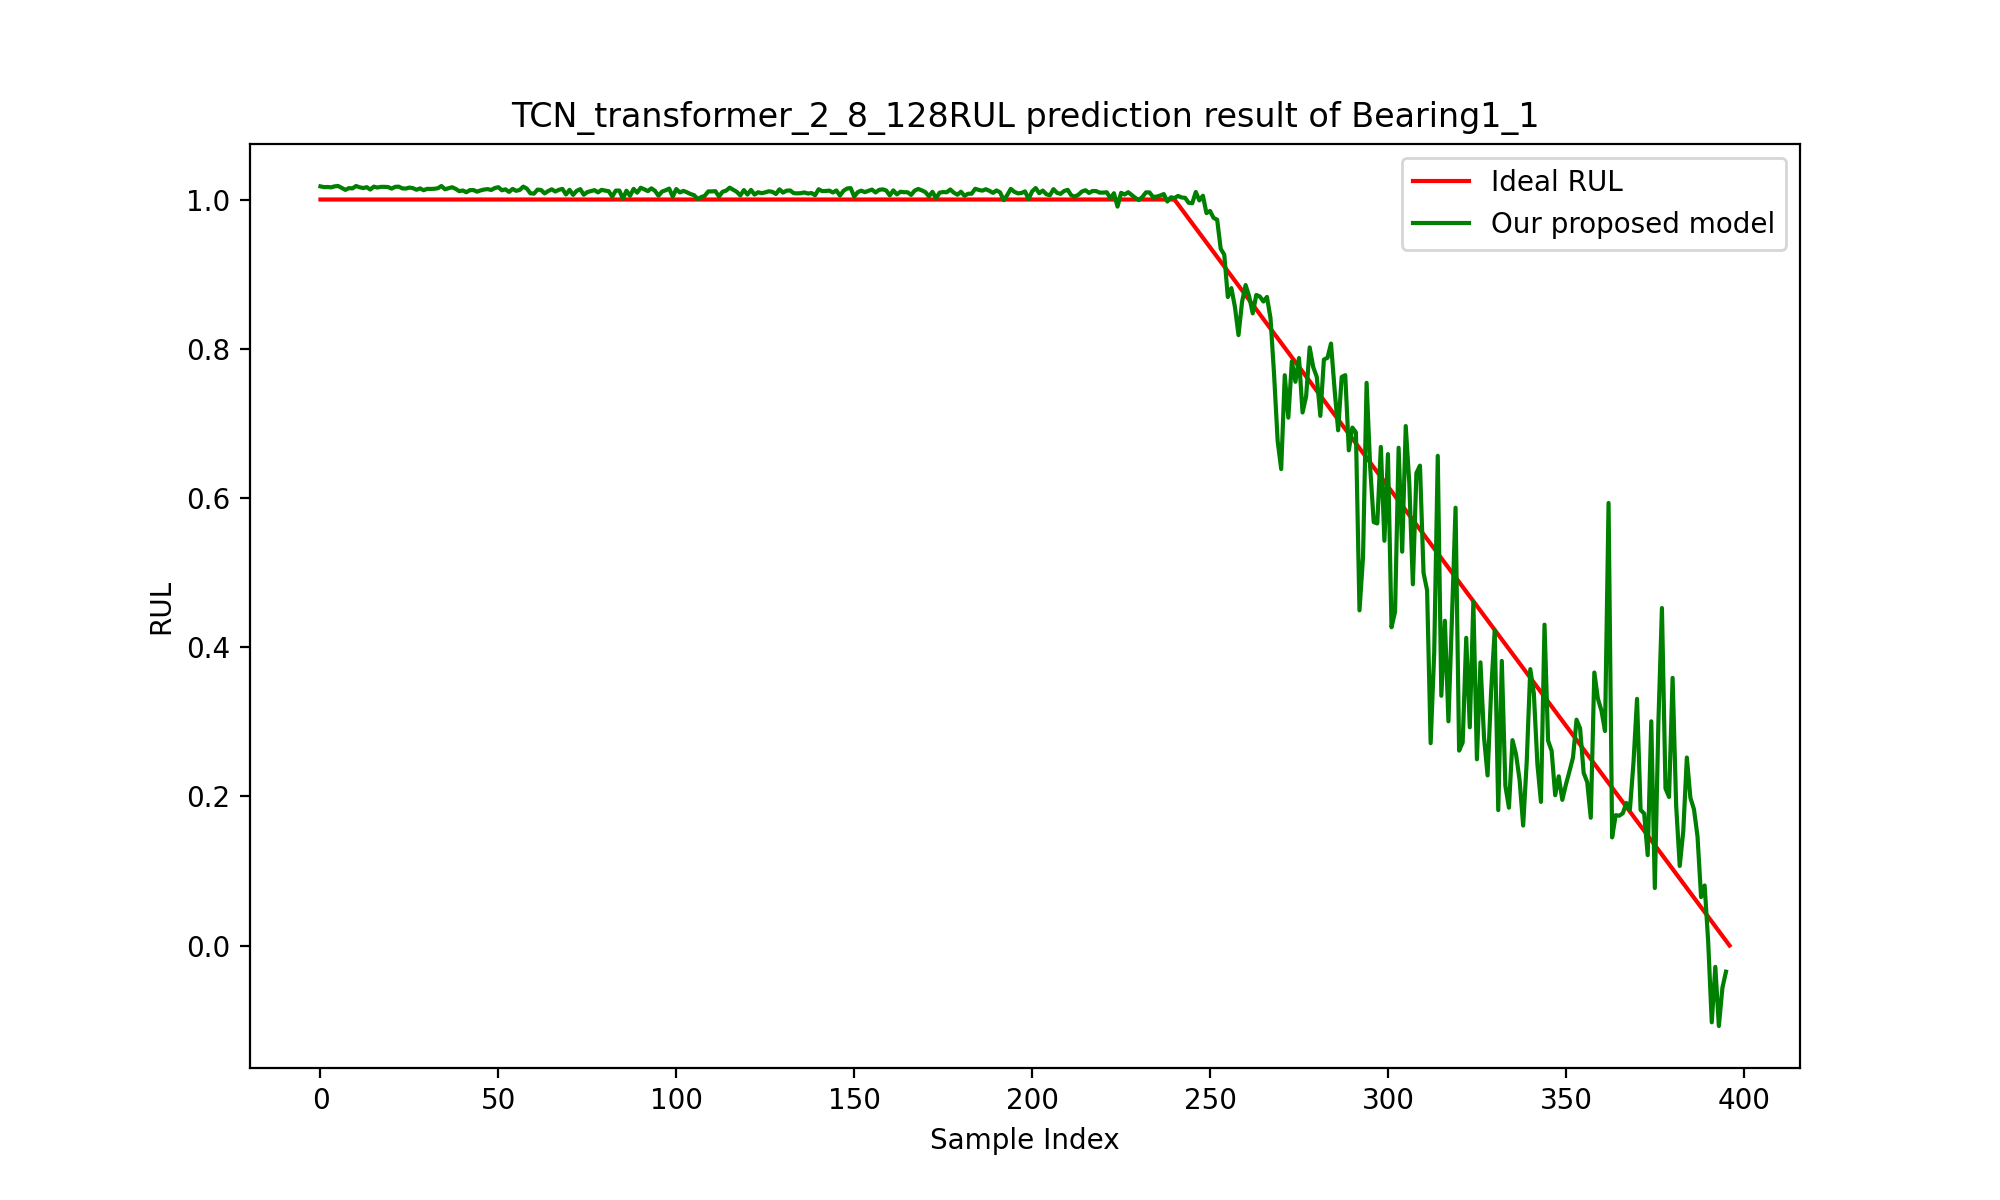 TCN_transformer_2_8_128RUL prediction result of Bearing1_1
Ideal RUL
Our proposed model
1.0
0.8
0.6
0.4
0.2
0.0
RUL
0 50 100 150 200 250 300 350 400
Sample Index